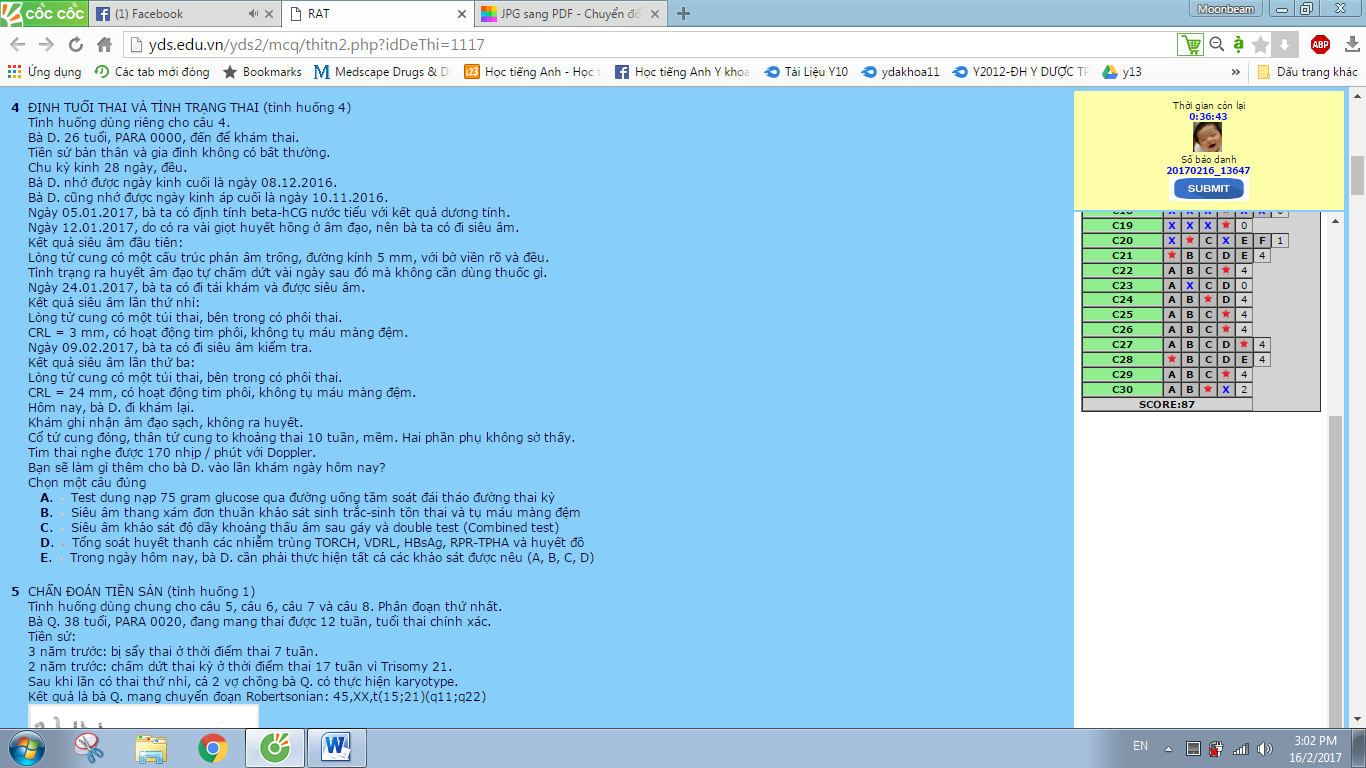 cốc cốc
(1) Facebook
RAT
JPG sang PDF - Chuyển đổi
Moonbeam
yds.edu.vn/yds2/mcq/thitn2.php?idDeThi=1117
ABP
Ứng dụng
Các tab mới đóng
Bookmarks
Medscape Drugs & Di
Học tiếng Anh - Học t
Học tiếng Anh Y khoa
Tài Liệu Y10
ydakhoa11
Y2012-ĐH Y DƯỢC TP
y13
»
Dấu trang khác
4 ĐỊNH TUỔI THAI VÀ TÌNH TRẠNG THAI (tình huống 4)
Tình huống dùng riêng cho câu 4.
Bà D. 26 tuổi, PARA 0000, đến để khám thai.
Tiền sử bản thân và gia đình không có bất thường.
Chu kỳ kinh 28 ngày, đều.
Bà D. nhớ được ngày kinh cuối là ngày 08.12.2016.
Bà D. cũng nhớ được ngày kinh áp cuối là ngày 10.11.2016.
Ngày 05.01.2017, bà ta có định tính beta-hCG nước tiểu với kết quả dương tính.
Ngày 12.01.2017, do có ra vài giọt huyết hồng ở âm đạo, nên bà ta có đi siêu âm.
Kết quả siêu âm đầu tiên:
Lòng tử cung có một cấu trúc phản âm trống, đường kính 5 mm, với bờ viền rõ và đều.
Tình trạng ra huyết âm đạo tự chấm dứt vài ngày sau đó mà không cần dùng thuốc gì.
Ngày 24.01.2017, bà ta có đi tái khám và được siêu âm.
Kết quả siêu âm lần thứ nhì:
Lòng tử cung có một túi thai, bên trong có phôi thai.
CRL = 3 mm, có hoạt động tim phôi, không tụ máu màng đệm.
Ngày 09.02.2017, bà ta có đi siêu âm kiểm tra.
Kết quả siêu âm lần thứ ba:
Lòng tử cung có một túi thai, bên trong có phôi thai.
CRL = 24 mm, có hoạt động tim phôi, không tụ máu màng đệm.
Hôm nay, bà D. đi khám lại.
Khám ghi nhận âm đạo sạch, không ra huyết.
Cổ tử cung đóng, thân tử cung to khoảng thai 10 tuần, mềm. Hai phần phụ không sờ thấy.
Tim thai nghe được 170 nhịp / phút với Doppler.
Bạn sẽ làm gì thêm cho bà D. vào lần khám ngày hôm nay?
Chọn một câu đúng
A. Test dung nạp 75 gram glucose qua đường uống tầm soát đái tháo đường thai kỳ
B. Siêu âm thang xám đơn thuần khảo sát sinh trắc-sinh tồn thai và tụ máu màng đệm
C. Siêu âm khảo sát độ dầy khoảng thấu âm sau gáy và double test (Combined test)
D. Tổng soát huyết thanh các nhiễm trùng TORCH, VDRL, HBsAg, RPR-TPHA và huyết đồ
E. Trong ngày hôm nay, bà D. cần phải thực hiện tất cả các khảo sát được nêu (A, B, C, D)
5 CHẨN ĐOÁN TIỀN SẢN (tình huống 1)
Tình huống dùng chung cho câu 5, câu 6, câu 7 và câu 8. Phân đoạn thứ nhất.
Bà Q. 38 tuổi, PARA 0020, đang mang thai được 12 tuần, tuổi thai chính xác.
Tiền sử:
3 năm trước: bị sẩy thai ở thời điểm thai 7 tuần.
2 năm trước: chấm dứt thai kỳ ở thời điểm thai 17 tuần vì Trisomy 21.
Sau khi lần có thai thứ nhì, cả 2 vợ chồng bà Q. có thực hiện karyotype.
Kết quả là bà Q. mang chuyển đoạn Robertsonian: 45,XX,t(15;21)(q11;q22)
Thời gian còn lại
0:36:43
Số báo danh
20170216_13647
SUBMIT
C19 X X X ★ 0
C20 X ★ C X E F 1
C21 ★ B C D E 4
C22 A B C ★ 4
C23 A X C D 0
C24 A B ★ D 4
C25 A B C ★ 4
C26 A B C ★ 4
C27 A B C D ★ 4
C28 ★ B C D E 4
C29 A B C ★ 4
C30 A B ★ X 2
SCORE:87
EN
3:02 PM
16/2/2017